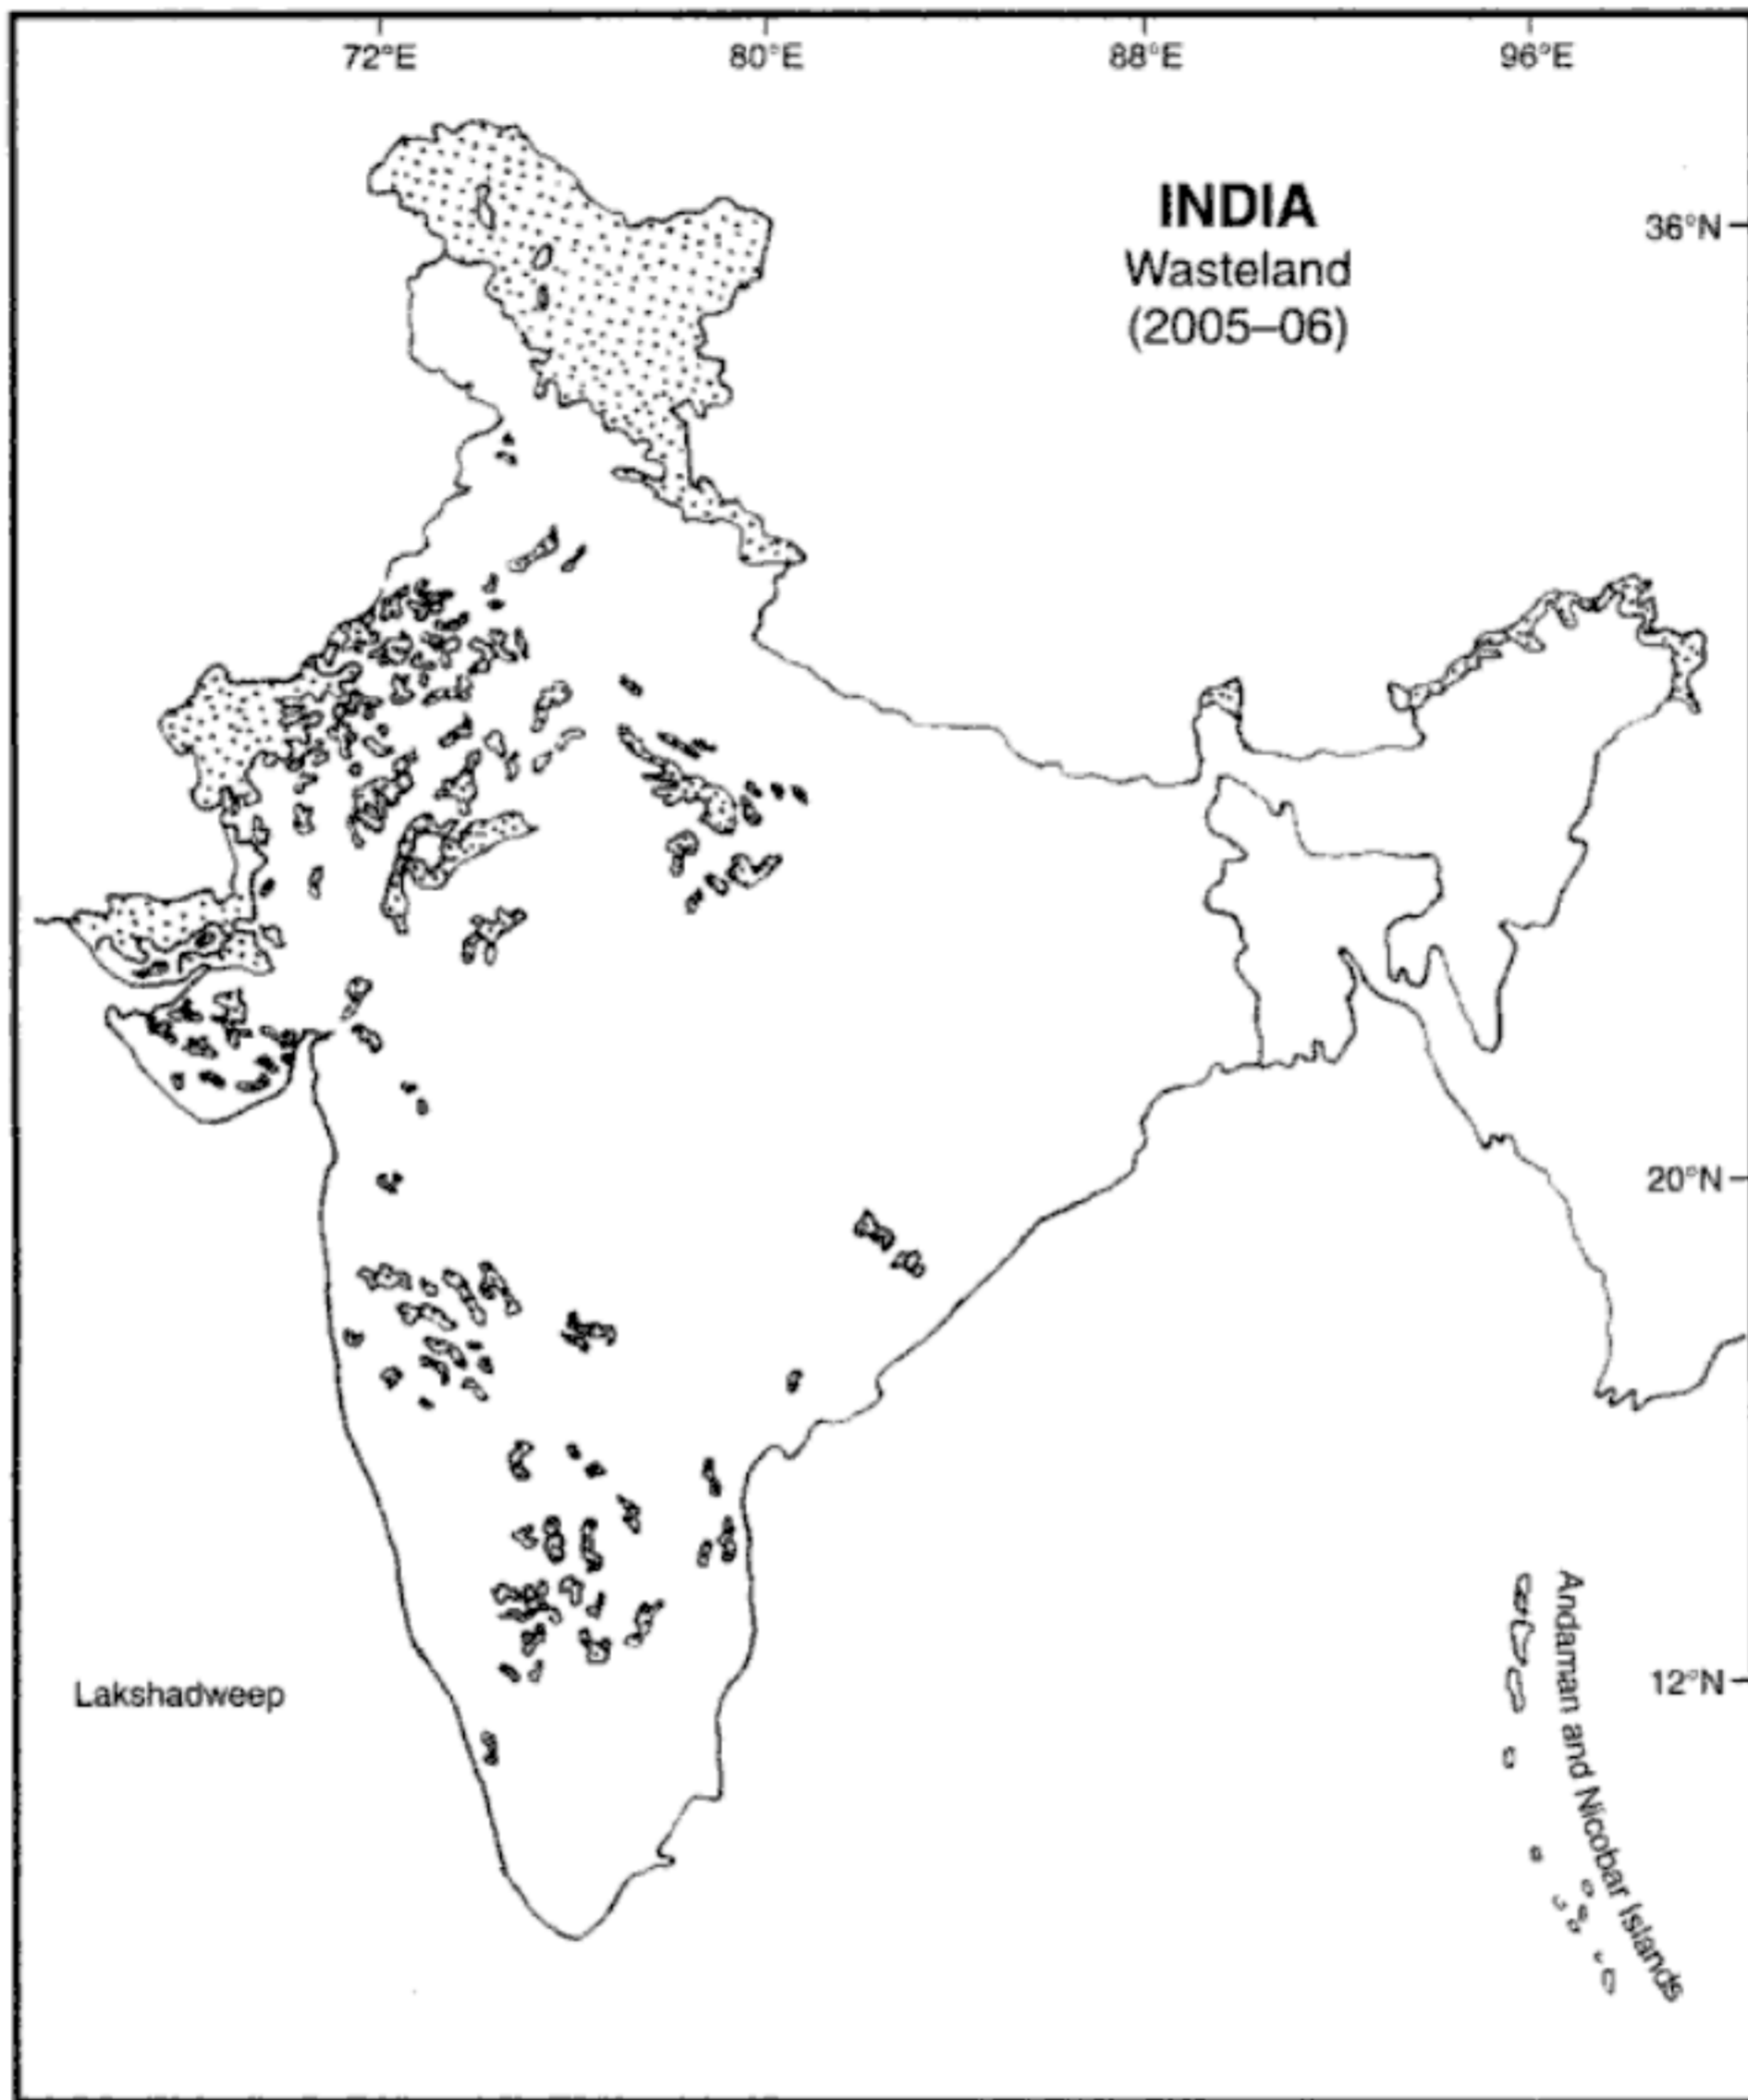 72°E
80°E
88°E
96°E
INDIA
Wasteland
(2005–06)
36°N
20°N
12°N
Lakshadweep
Andaman and Nicobar Islands